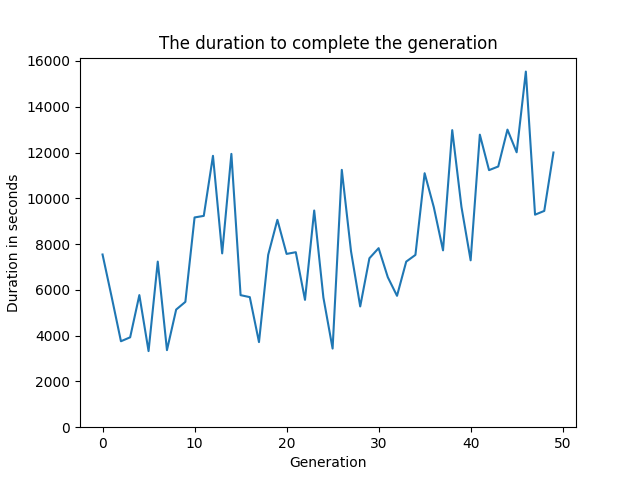 The duration to complete the generation
16000
14000
12000
10000
8000
6000
4000
2000
0
Duration in seconds
0 10 20 30 40 50
Generation